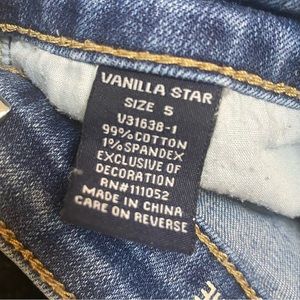 VANILLA STAR
SIZE 5
V31638-1
99% COTTON
1% SPANDEX
EXCLUSIVE OF
DECORATION
RN#111052
MADE IN CHINA
CARE ON REVERSE